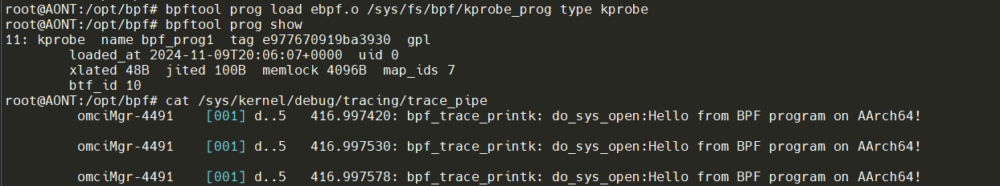 root@AONT:/opt/bpf# bpftool prog load ebpf.o /sys/fs/bpf/kprobe_prog type kprobe
root@AONT:/opt/bpf# bpftool prog show
11: kprobe  name bpf_prog1  tag e977670919ba3930  gpl
        loaded_at 2024-11-09T20:06:07+0000  uid 0
        xlated 48B  jited 100B  memlock 4096B  map_ids 7
        btf_id 10
root@AONT:/opt/bpf# cat /sys/kernel/debug/tracing/trace_pipe
         omciMgr-4491    [001] d..5   416.997420: bpf_trace_printk: do_sys_open:Hello from BPF program on AArch64!
         omciMgr-4491    [001] d..5   416.997530: bpf_trace_printk: do_sys_open:Hello from BPF program on AArch64!
         omciMgr-4491    [001] d..5   416.997578: bpf_trace_printk: do_sys_open:Hello from BPF program on AArch64!